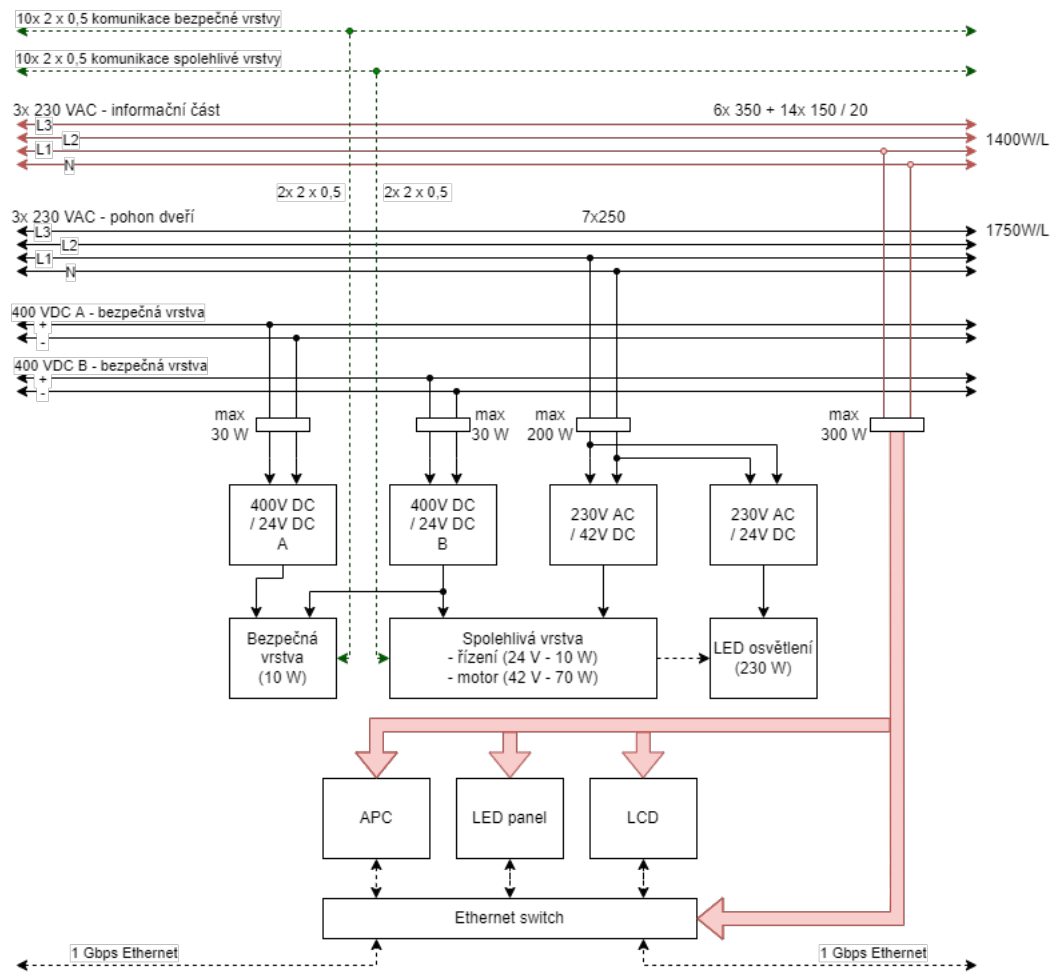 10x 2 x 0,5 komunikace bezpečné vrstvy
10x 2 x 0,5 komunikace spolehlivé vrstvy
3x 230 VAC - informační část
6x 350 + 14x 150 / 20
L3
L2
L1
N
1400W/L
2x 2 x 0,5
2x 2 x 0,5
3x 230 VAC - pohon dveří
7x250
L3
L2
L1
N
1750W/L
400 VDC A - bezpečná vrstva
+
-
400 VDC B - bezpečná vrstva
+
-
max
30 W
max
30 W
max
200 W
max
300 W
400V DC
/ 24V DC
A
400V DC
/ 24V DC
B
230V AC
/ 42V DC
230V AC
/ 24V DC
Bezpečná
vrstva
(10 W)
Spolehlivá vrstva
- řízení (24 V - 10 W)
- motor (42 V - 70 W)
LED osvětlení
(230 W)
APC
LED panel
LCD
Ethernet switch
1 Gbps Ethernet
1 Gbps Ethernet